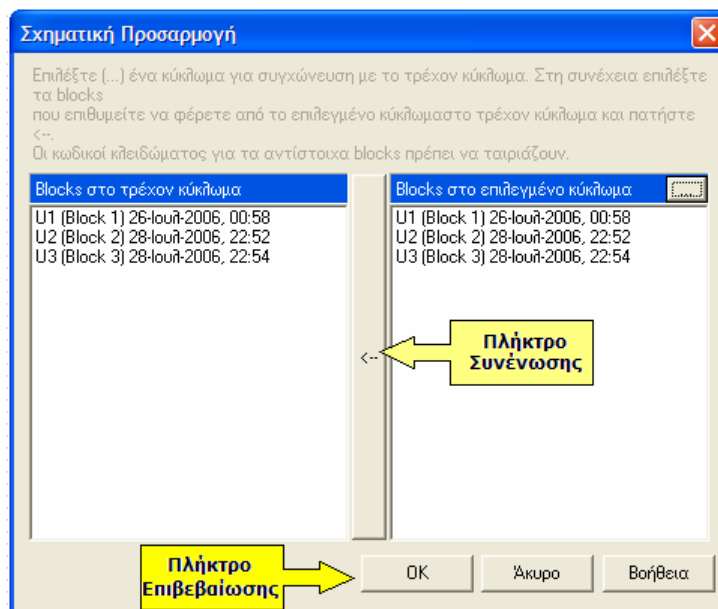 Σχηματική Προσαρμογή
Επιλέξτε (...) ένα κύκλωμα για συγχώνευση με το τρέχον κύκλωμα. Στη συνέχεια επιλέξτε
τα blocks
που επιθυμείτε να φέρετε από το επιλεγμένο κύκλωμαστο τρέχον κύκλωμα και πατήστε
<--.
Οι κωδικοί κλειδώματος για τα αντίστοιχα blocks πρέπει να ταιριάζουν.
Blocks στο τρέχον κύκλωμα
U1 (Block 1) 26-Ιουλ-2006, 00:58
U2 (Block 2) 28-Ιουλ-2006, 22:52
U3 (Block 3) 28-Ιουλ-2006, 22:54
<--
Blocks στο επιλεγμένο κύκλωμα ....
U1 (Block 1) 26-Ιουλ-2006, 00:58
U2 (Block 2) 28-Ιουλ-2006, 22:52
U3 (Block 3) 28-Ιουλ-2006, 22:54
Πλήκτρο
Συνένωσης
Πλήκτρο
Επιβεβαίωσης
OK
Άκυρο
Βοήθεια